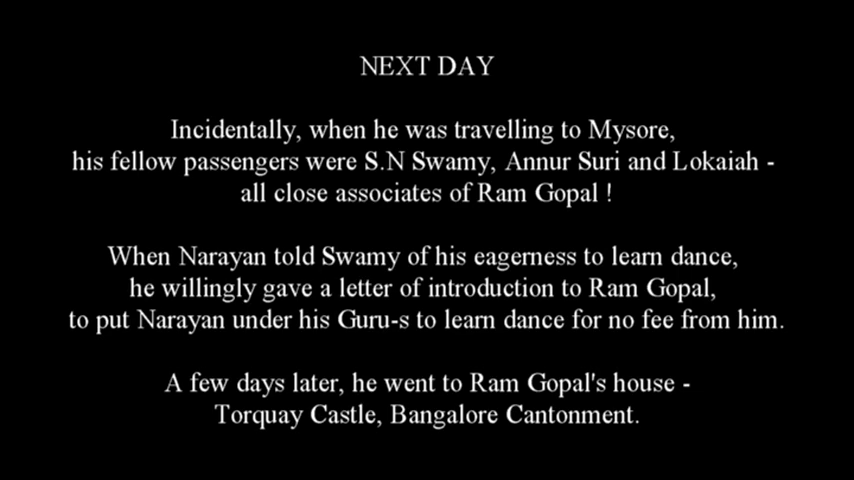 NEXT DAY
Incidentally, when he was travelling to Mysore,
his fellow passengers were S.N Swamy, Annur Suri and Lokaiah -
all close associates of Ram Gopal !
When Narayan told Swamy of his eagerness to learn dance,
he willingly gave a letter of introduction to Ram Gopal,
to put Narayan under his Guru-s to learn dance for no fee from him.
A few days later, he went to Ram Gopal's house -
Torquay Castle, Bangalore Cantonment.